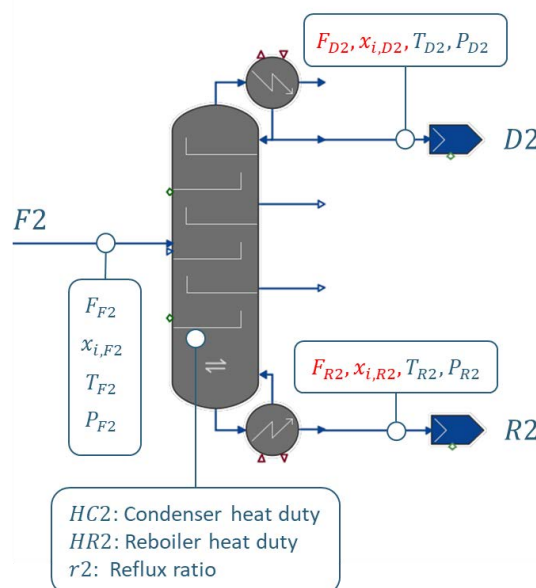 F_{D2}, x_{i,D2}, T_{D2}, P_{D2}
D2
F2
F_{F2}
x_{i,F2}
T_{F2}
P_{F2}
F_{R2}, x_{i,R2}, T_{R2}, P_{R2}
R2
HC2: Condenser heat duty
HR2: Reboiler heat duty
r2: Reflux ratio